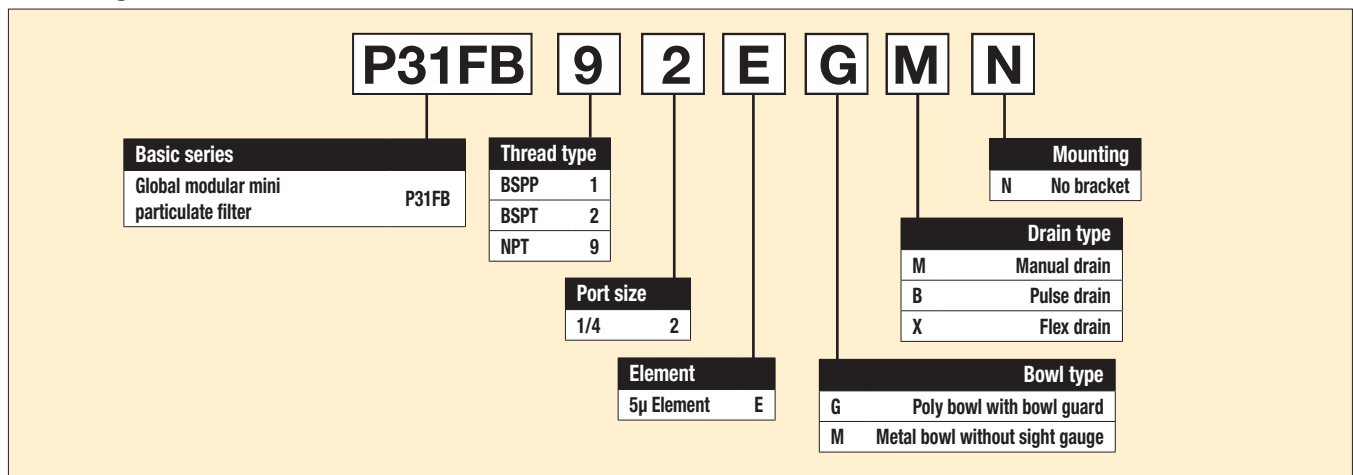 P31FB 9 2 E G M N
Basic series
Global modular mini
particulate filter P31FB
Thread type
BSPP 1
BSPT 2
NPT 9
Port size
1/4 2
Element
5µ Element E
Mounting
N No bracket
Drain type
M Manual drain
B Pulse drain
X Flex drain
Bowl type
G Poly bowl with bowl guard
M Metal bowl without sight gauge